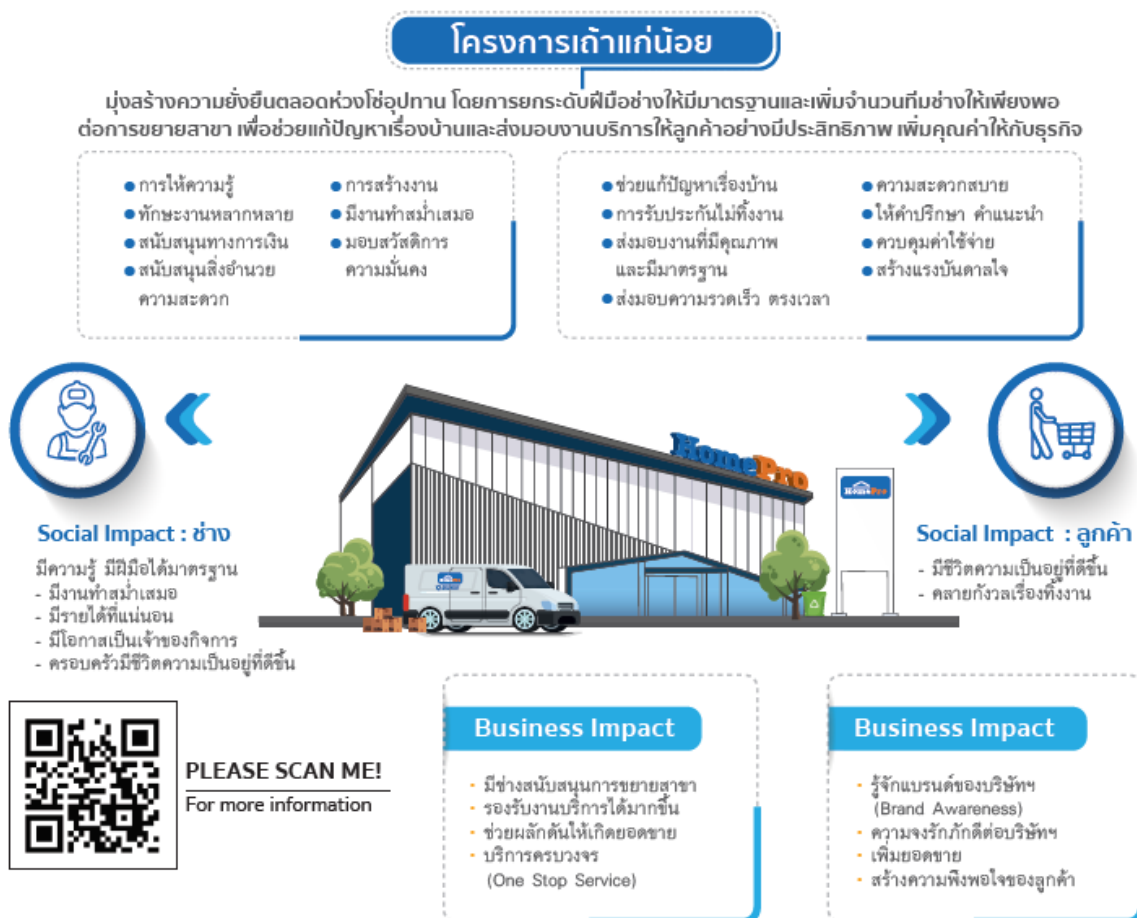 โครงการเถ้าแก่น้อย
มุ่งสร้างความยั่งยืนตลอดห่วงโซ่อุปทาน โดยการยกระดับฝีมือช่างให้มีมาตรฐานและเพิ่มจำนวนทีมช่างให้เพียงพอ
ต่อการขยายสาขา เพื่อช่วยแก้ปัญหาเรื่องบ้านและส่งมอบงานบริการให้ลูกค้าอย่างมีประสิทธิภาพ เพิ่มคุณค่าให้กับธุรกิจ
● การให้ความรู้
● ทักษะงานหลากหลาย
● สนับสนุนทางการเงิน
● สนับสนุนสิ่งอำนวย
ความสะดวก
● การสร้างงาน
● มีงานทำสม่ำเสมอ
● มอบสวัสดิการ
ความมั่นคง
● ช่วยแก้ปัญหาเรื่องบ้าน
● การรับประกันไม่ทิ้งงาน
● ส่งมอบงานที่มีคุณภาพ
และมีมาตรฐาน
● ส่งมอบความรวดเร็ว ตรงเวลา
● ความสะดวกสบาย
● ให้คำปรึกษา คำแนะนำ
● ควบคุมค่าใช้จ่าย
● สร้างแรงบันดาลใจ
HomePro
HomePro
Social Impact : ช่าง
มีความรู้ มีฝีมือได้มาตรฐาน
- มีงานทำสม่ำเสมอ
- มีรายได้ที่แน่นอน
- มีโอกาสเป็นเจ้าของกิจการ
- ครอบครัวมีชีวิตความเป็นอยู่ที่ดีขึ้น
Social Impact : ลูกค้า
- มีชีวิตความเป็นอยู่ที่ดีขึ้น
- คลายกังวลเรื่องทิ้งงาน
PLEASE SCAN ME!
For more information
Business Impact
- มีช่างสนับสนุนการขยายสาขา
- รองรับงานบริการได้มากขึ้น
- ช่วยผลักดันให้เกิดยอดขาย
- บริการครบวงจร
(One Stop Service)
Business Impact
- รู้จักแบรนด์ของบริษัทฯ
(Brand Awareness)
- ความจงรักภักดีต่อบริษัทฯ
- เพิ่มยอดขาย
- สร้างความพึงพอใจของลูกค้า